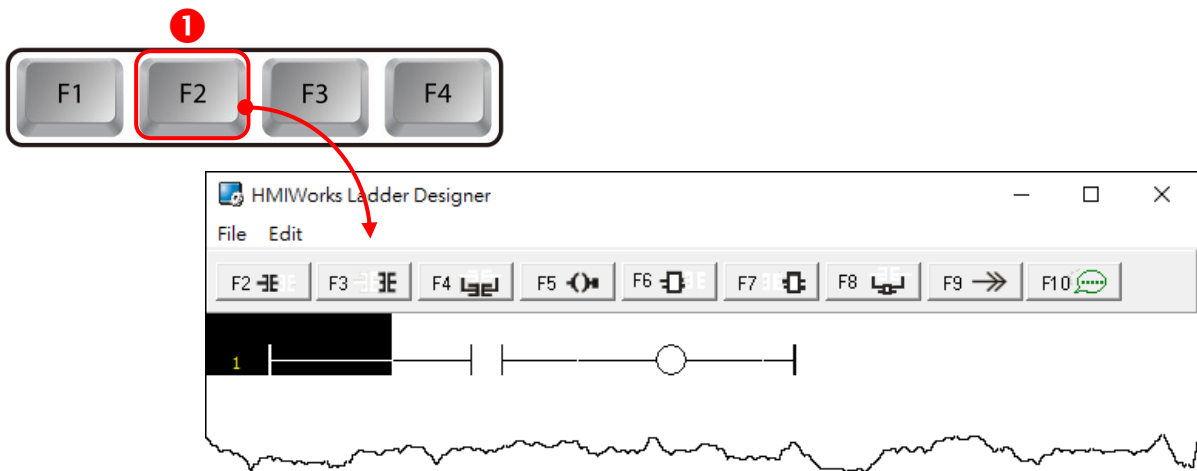 1
F1 F2 F3 F4
HMIWorks Ladder Designer
File Edit
F2 F3 F4 F5 F6 F7 F8 F9 F10
1